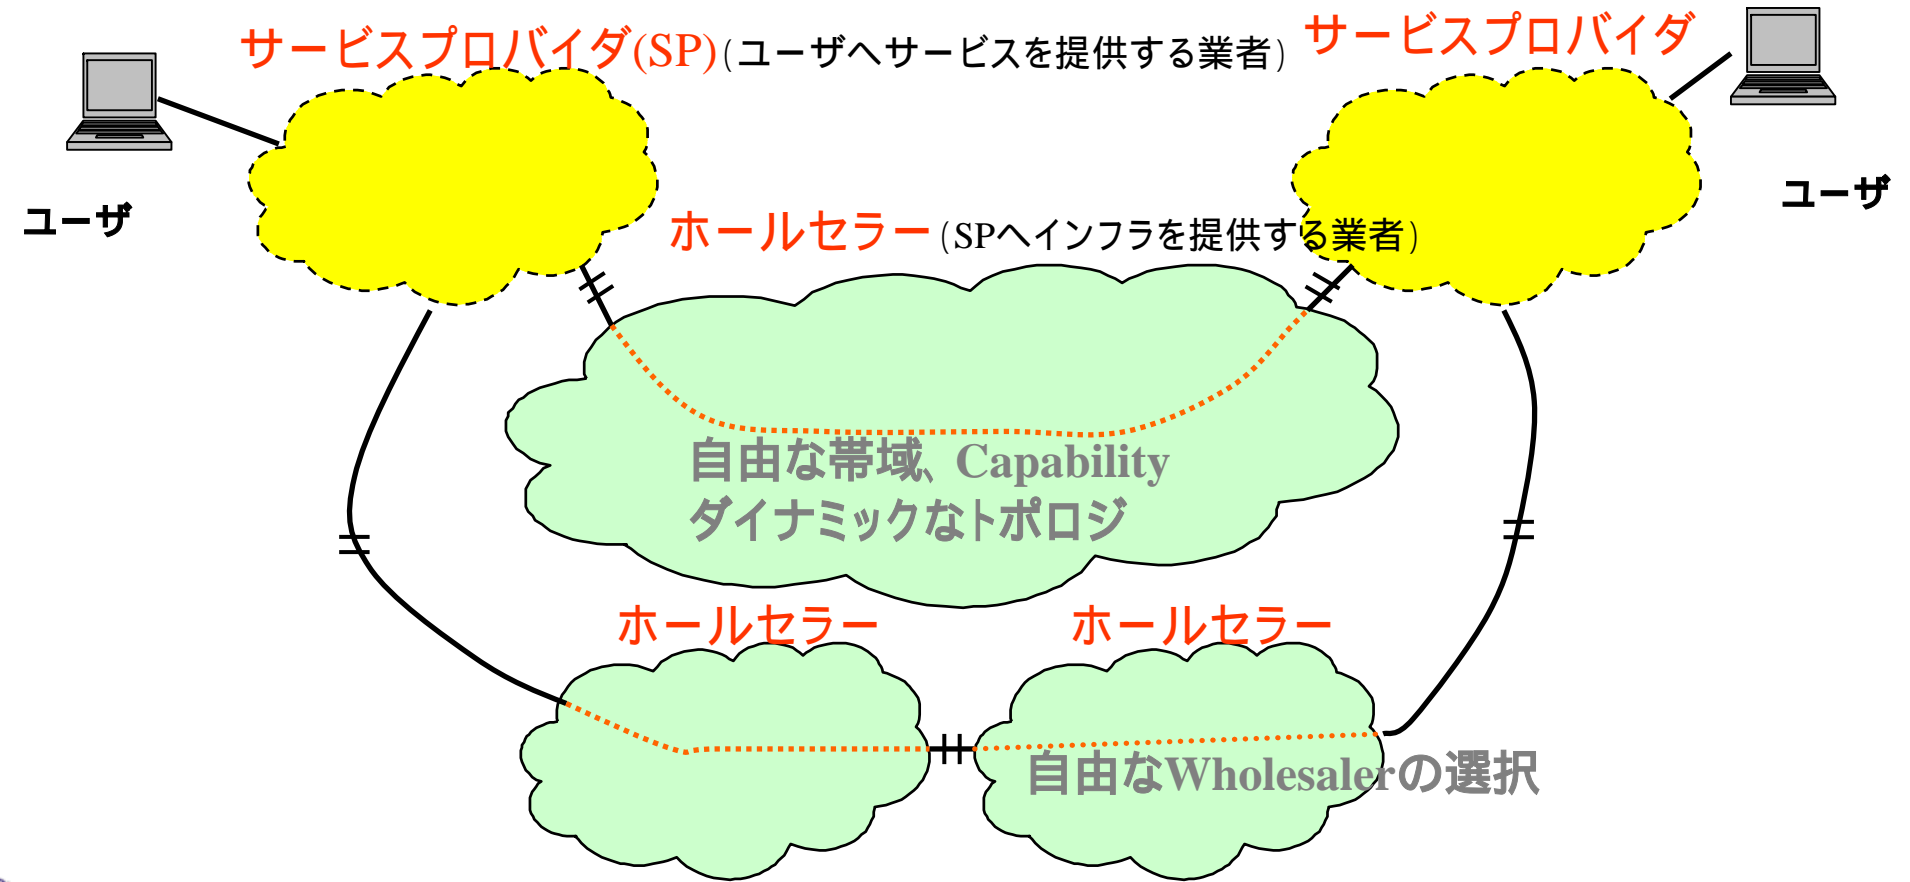 サービスプロバイダ(SP)(ユーザへサービスを提供する業者)
サービスプロバイダ
ユーザ
ユーザ
ホールセラー(SPへインフラを提供する業者)
自由な帯域、Capability
ダイナミックなトポロジ
ホールセラー
ホールセラー
自由なWholesalerの選択